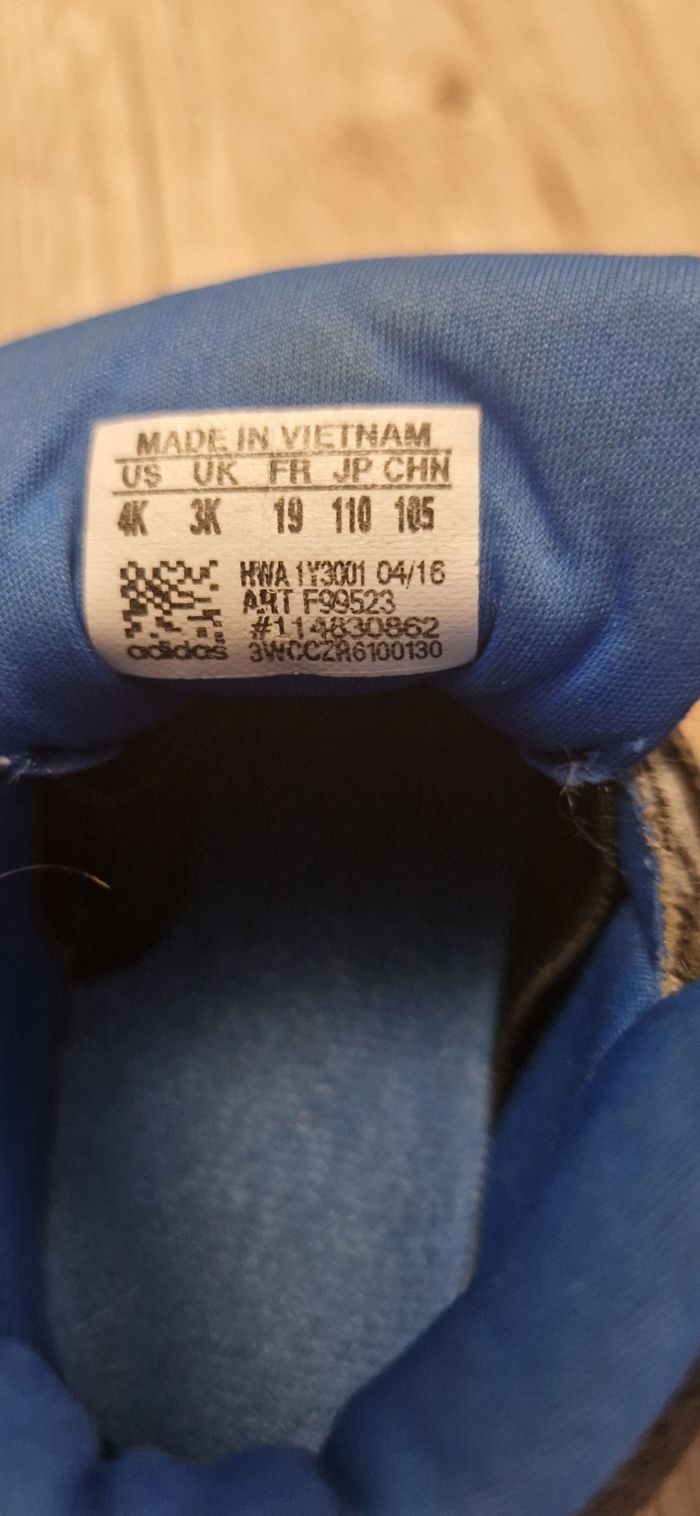 MADE IN VIETNAM
US UK FR JP CHN
4K 3K 19 110 105
HWA 1Y3001 04/16
ART F99523
#114830862
adidas 3WCCZR6100130